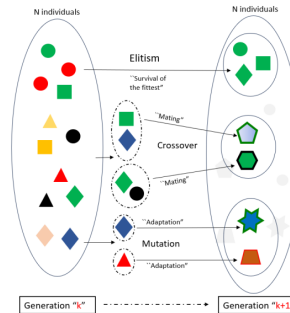 N individuals
N individuals
Elitism
``Survival of
the fittest"
``Mating"
Crossover
``Mating"
``Adaptation"
Mutation
``Adaptation"
Generation "k"
Generation "k+1